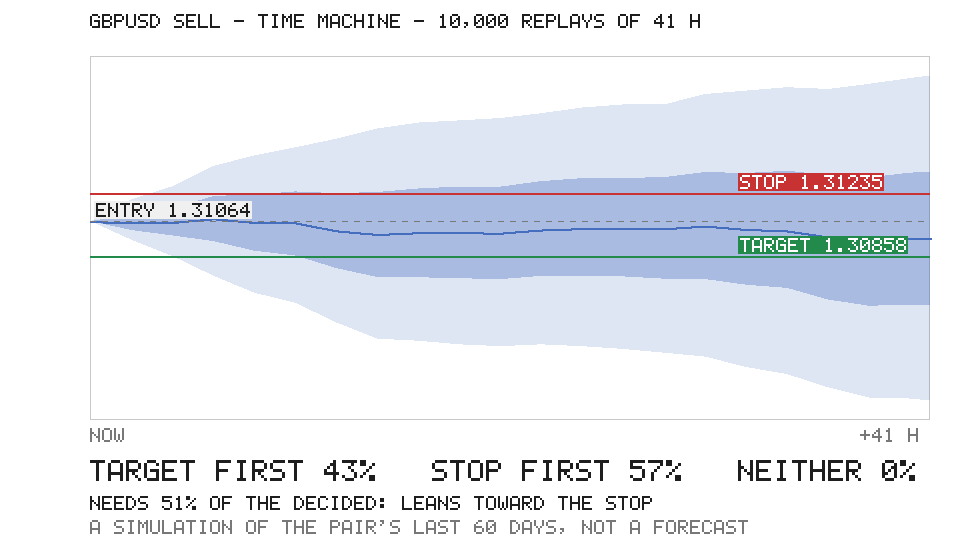 GBPUSD SELL - TIME MACHINE - 10,000 REPLAYS OF 41 H
STOP 1.31235
ENTRY 1.31064
TARGET 1.30858
NOW
+41 H
TARGET FIRST 43% STOP FIRST 57% NEITHER 0%
NEEDS 51% OF THE DECIDED: LEANS TOWARD THE STOP
A SIMULATION OF THE PAIR'S LAST 60 DAYS, NOT A FORECAST